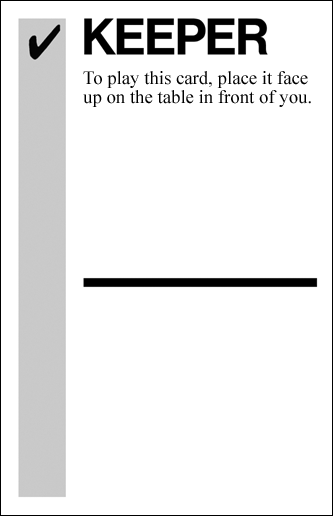 KEEPER
To play this card, place it face
up on the table in front of you.